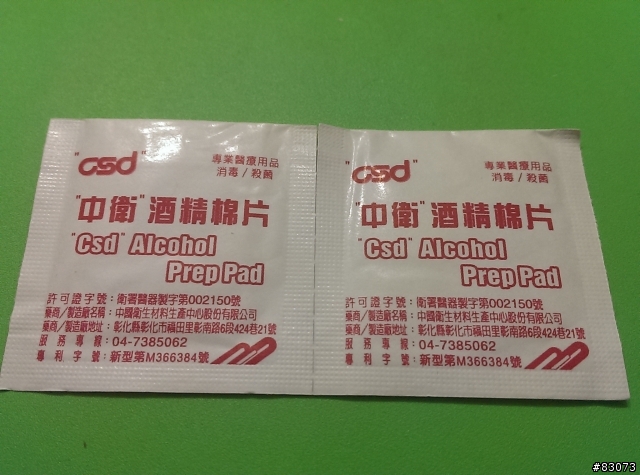 "csd"
專業醫療用品
消毒/殺菌
"中衛"酒精棉片
"Csd" Alcohol
Prep Pad
許可證字號：衛署醫器製字第002150號
藥商/製造廠名稱：中國衛生材料生產中心股份有限公司
藥商/製造廠地址：彰化縣彰化市福田里彰南路6段424巷21號
服務專線：04-7385062
專利字號：新型第M366384號
"csd"
專業醫療用品
消毒/殺菌
"中衛"酒精棉片
"Csd" Alcohol
Prep Pad
許可證字號：衛署醫器製字第002150號
藥商/製造廠名稱：中國衛生材料生產中心股份有限公司
藥商/製造廠地址：彰化縣彰化市福田里彰南路6段424巷21號
服務專線：04-7385062
專利字號：新型第M366384號
#83073